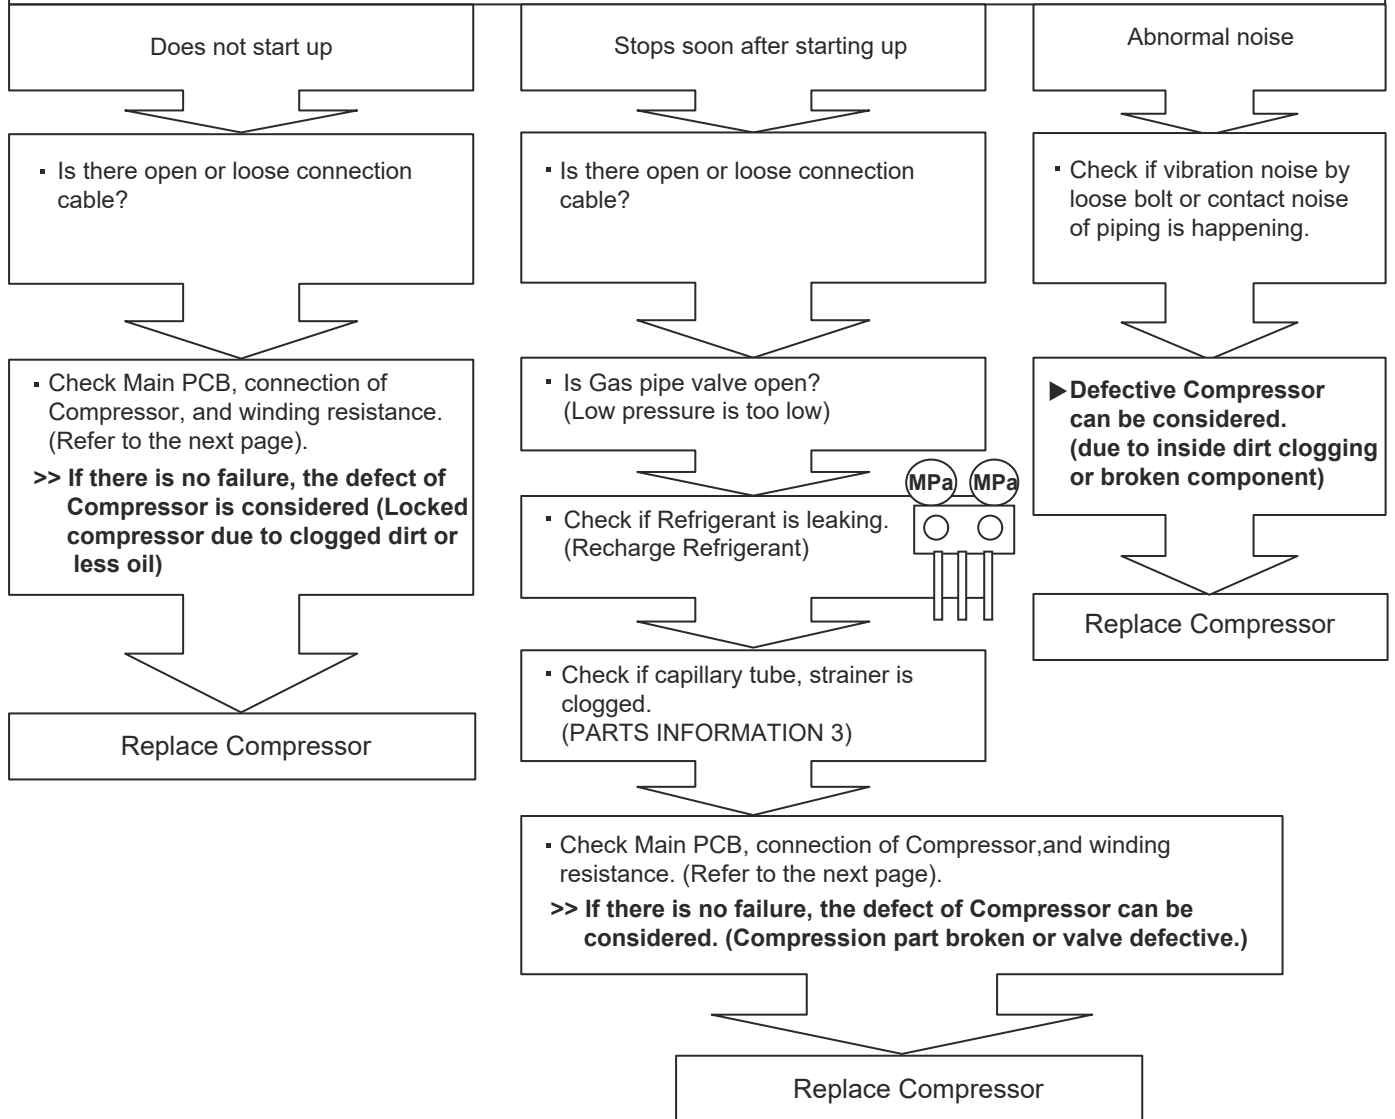 Does not start up
▪ Is there open or loose connection
cable?
▪ Check Main PCB, connection of
Compressor, and winding resistance.
(Refer to the next page).
>> If there is no failure, the defect of
Compressor is considered (Locked
compressor due to clogged dirt or
less oil)
Replace Compressor
Stops soon after starting up
▪ Is there open or loose connection
cable?
▪ Is Gas pipe valve open?
(Low pressure is too low)
▪ Check if Refrigerant is leaking.
(Recharge Refrigerant)
MPa MPa
▪ Check if capillary tube, strainer is
clogged.
(PARTS INFORMATION 3)
▪ Check Main PCB, connection of Compressor,and winding
resistance. (Refer to the next page).
>> If there is no failure, the defect of Compressor can be
considered. (Compression part broken or valve defective.)
Replace Compressor
Abnormal noise
▪ Check if vibration noise by
loose bolt or contact noise
of piping is happening.
▶Defective Compressor
can be considered.
(due to inside dirt clogging
or broken component)
Replace Compressor